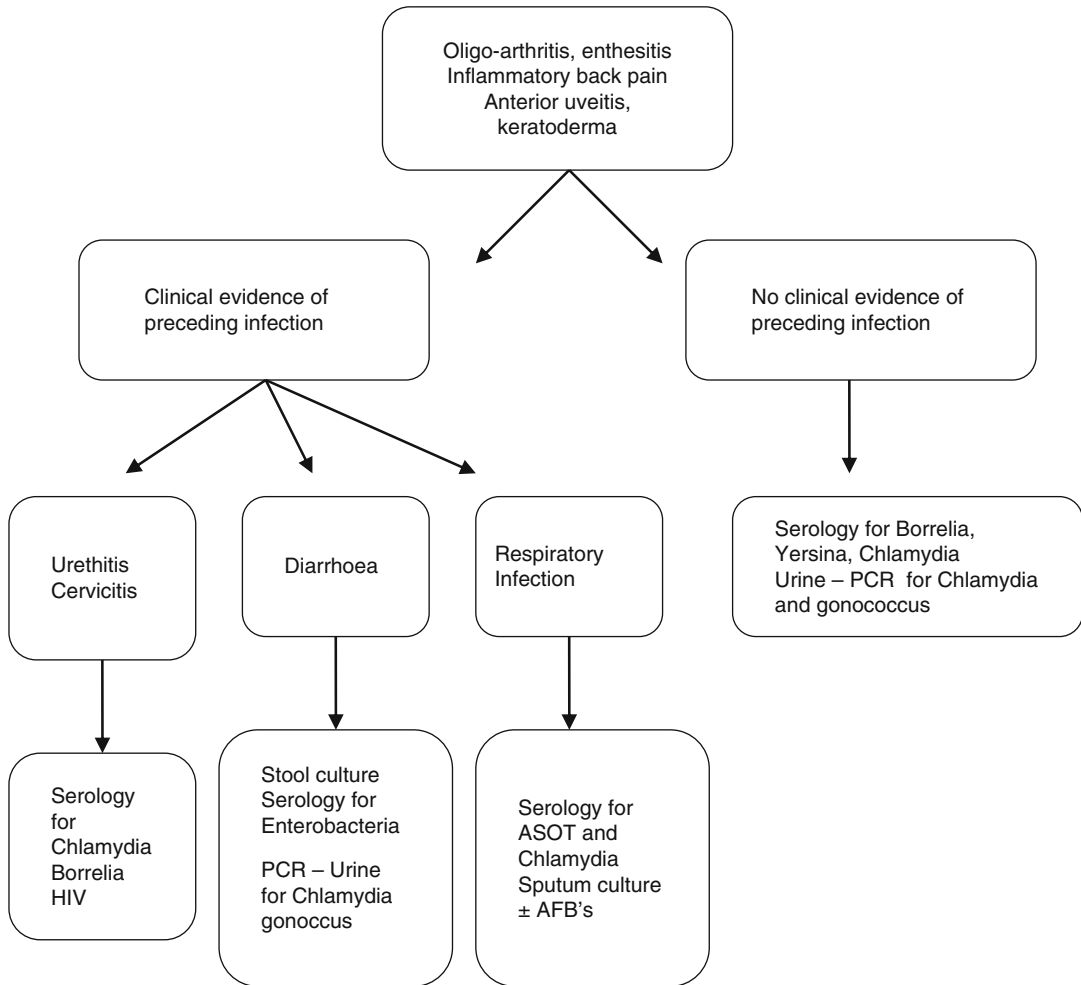 Oligo-arthritis, enthesitis
Inflammatory back pain
Anterior uveitis,
keratoderma
Clinical evidence of
preceding infection
No clinical evidence of
preceding infection
Urethitis
Cervicitis
Diarrhoea
Respiratory
Infection
Serology for Borrelia,
Yersina, Chlamydia
Urine – PCR for Chlamydia
and gonococcus
Serology
for
Chlamydia
Borrelia
HIV
Stool culture
Serology for
Enterobacteria
PCR – Urine
for Chlamydia
gonoccus
Serology for
ASOT and
Chlamydia
Sputum culture
± AFB's